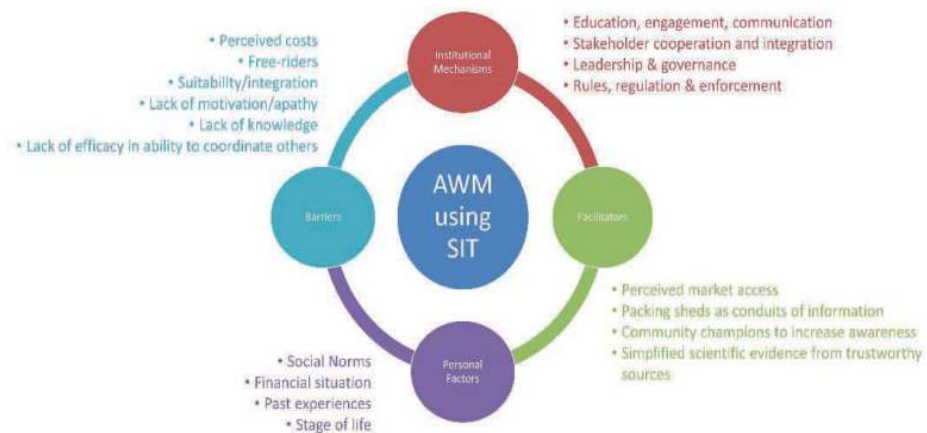 • Perceived costs
• Free-riders
• Suitability/integration
• Lack of motivation/apathy
• Lack of knowledge
• Lack of efficacy in ability to coordinate others
Institutional
Mechanisms
• Education, engagement, communication
• Stakeholder cooperation and integration
• Leadership & governance
• Rules, regulation & enforcement
Barriers
AWM
using
SIT
Facilitators
• Perceived market access
• Packing sheds as conduits of information
• Community champions to increase awareness
• Simplified scientific evidence from trustworthy
sources
• Social Norms
• Financial situation
• Past experiences
• Stage of life
Personal
Factors